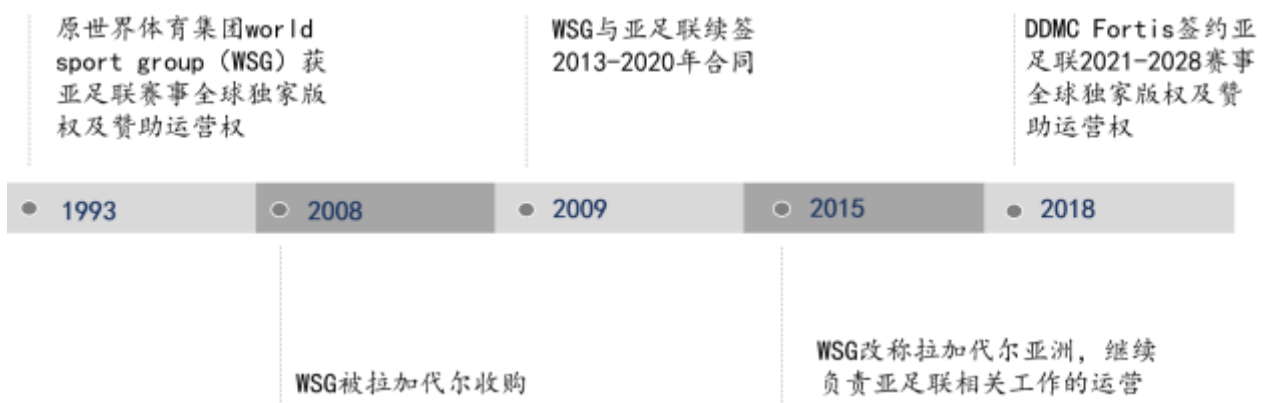 原世界体育集团world
sport group（WSG）获
亚足联赛事全球独家版
权及赞助运营权
WSG与亚足联续签
2013-2020年合同
DDMC Fortis签约亚
足联2021-2028赛事
全球独家版权及赞
助运营权
1993
2008
2009
2015
2018
WSG被拉加代尔收购
WSG改称拉加代尔亚洲，继续
负责亚足联相关工作的运营